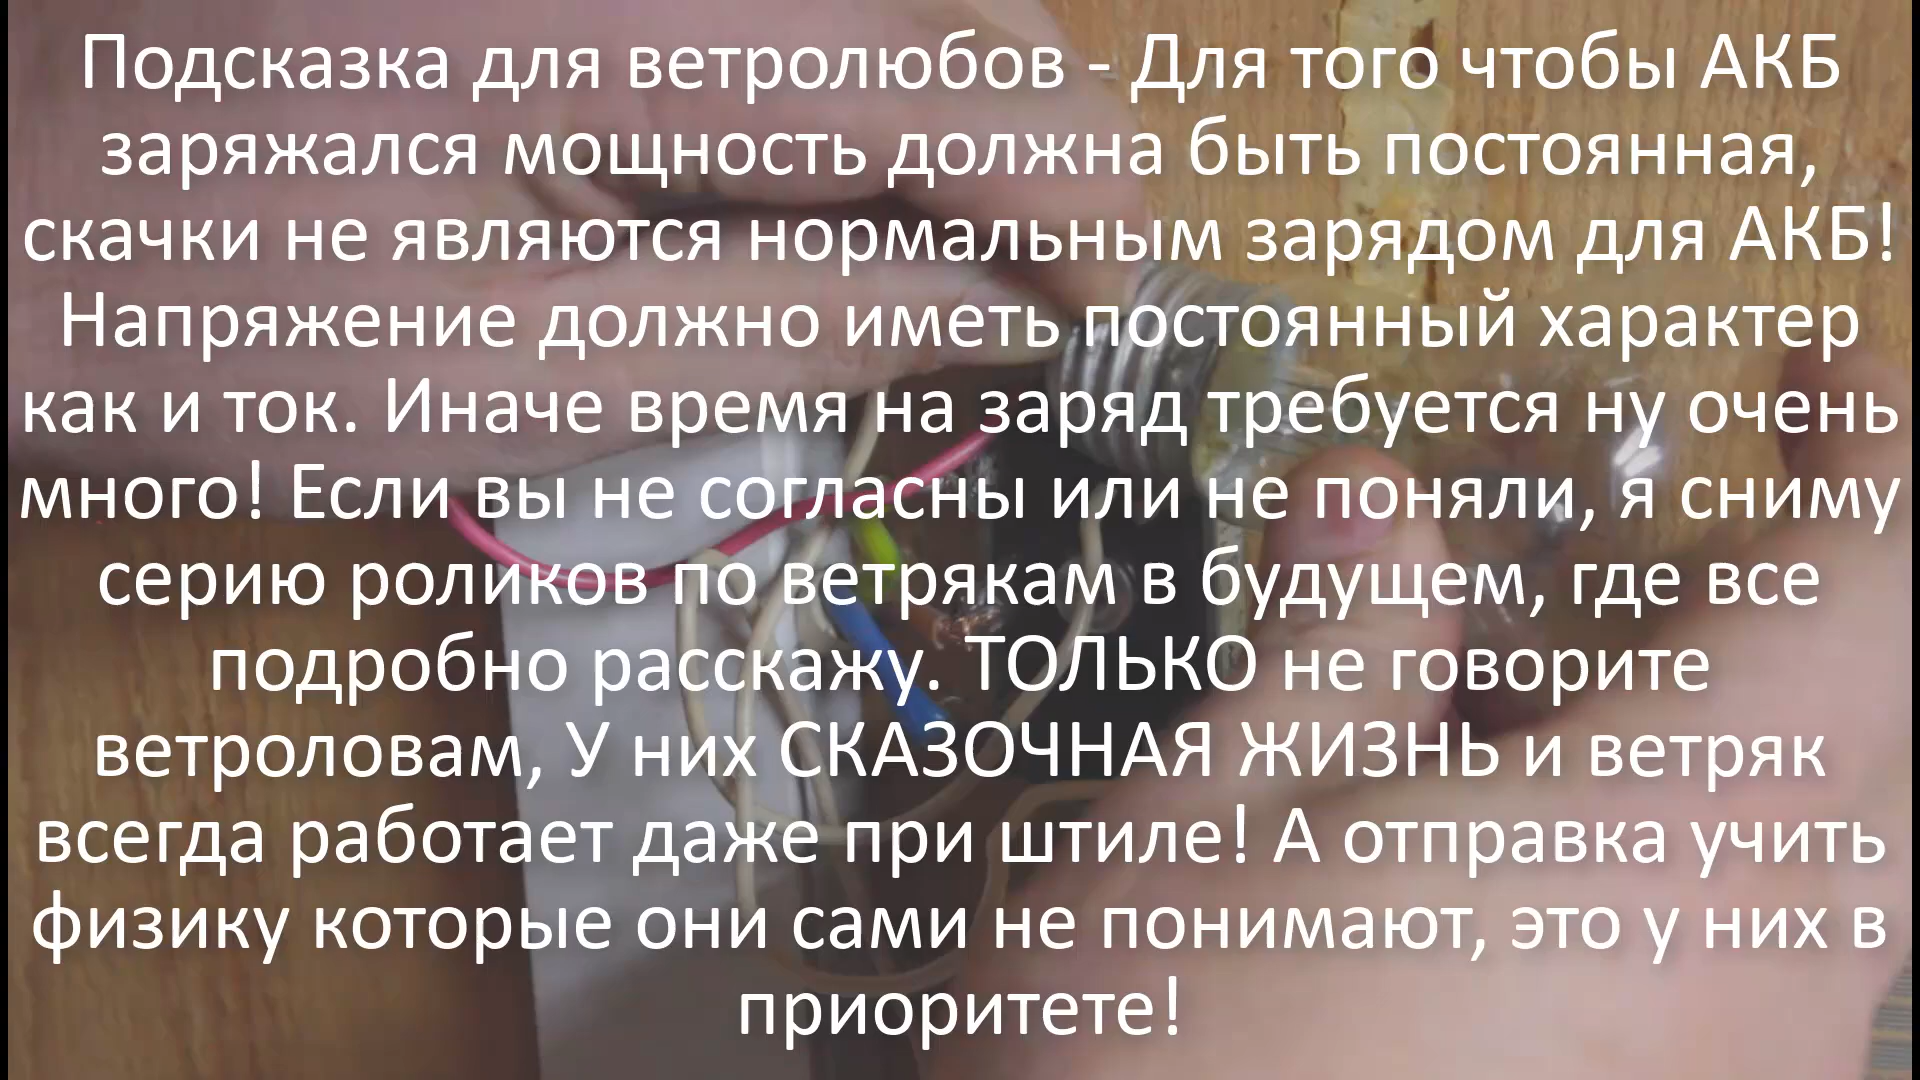 Подсказка для ветролюбов - Для того чтобы АКБ
заряжался мощность должна быть постоянная,
скачки не являются нормальным зарядом для АКБ!
Напряжение должно иметь постоянный характер
как и ток. Иначе время на заряд требуется ну очень
много! Если вы не согласны или не поняли, я сниму
серию роликов по ветрякам в будущем, где все
подробно расскажу. ТОЛЬКО не говорите
ветроловам, У них СКАЗОЧНАЯ ЖИЗНЬ и ветряк
всегда работает даже при штиле! А отправка учить
физику которые они сами не понимают, это у них в
приоритете!